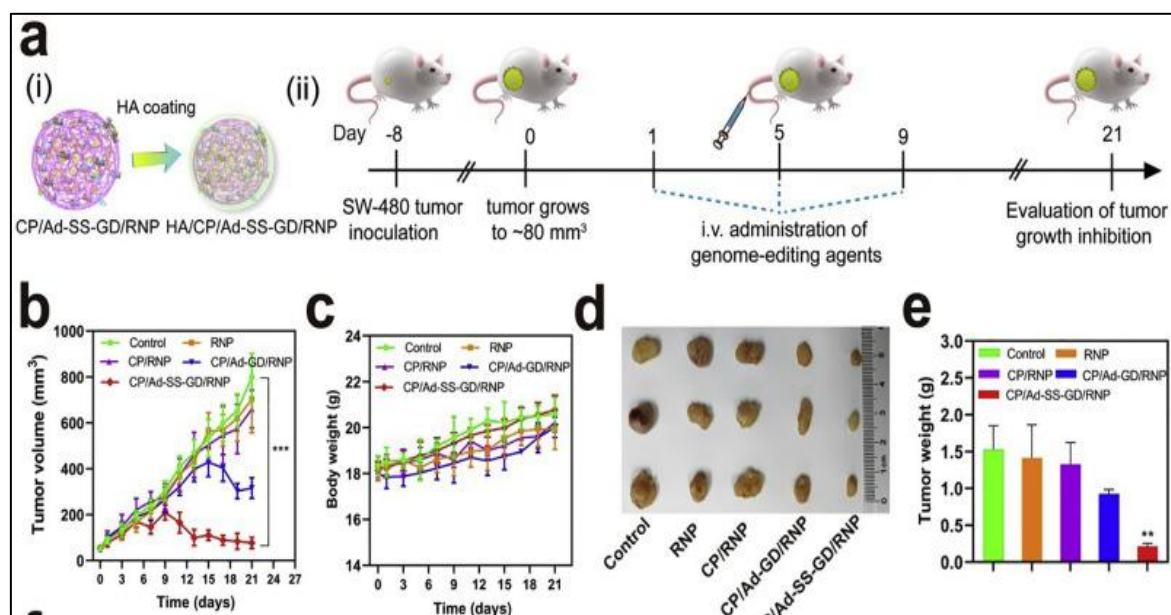 a
(i)
HA coating
CP/Ad-SS-GD/RNP HA/CP/Ad-SS-GD/RNP
(ii)
Day -8 0 1 5 9 21
SW-480 tumor
inoculation
tumor grows
to ~80 mm³
i.v. administration of
genome-editing agents
Evaluation of tumor
growth inhibition
b
Tumor volume (mm³)
1000
800
600
400
200
0
Control RNP
CP/RNP CP/Ad-GD/RNP
CP/Ad-SS-GD/RNP
***
0 3 6 9 12 15 18 21 24 27
Time (days)
c
Body weight (g)
24
22
20
18
16
14
Control RNP
CP/RNP CP/Ad-GD/RNP
CP/Ad-SS-GD/RNP
0 3 6 9 12 15 18 21
Time (days)
d
Control
RNP
CP/RNP
CP/Ad-GD/RNP
/Ad-SS-GD/RNP
e
Tumor weight (g)
3.0
2.5
2.0
1.5
1.0
0.5
0.0
Control RNP
CP/RNP CP/Ad-GD/RNP
CP/Ad-SS-GD/RNP
**